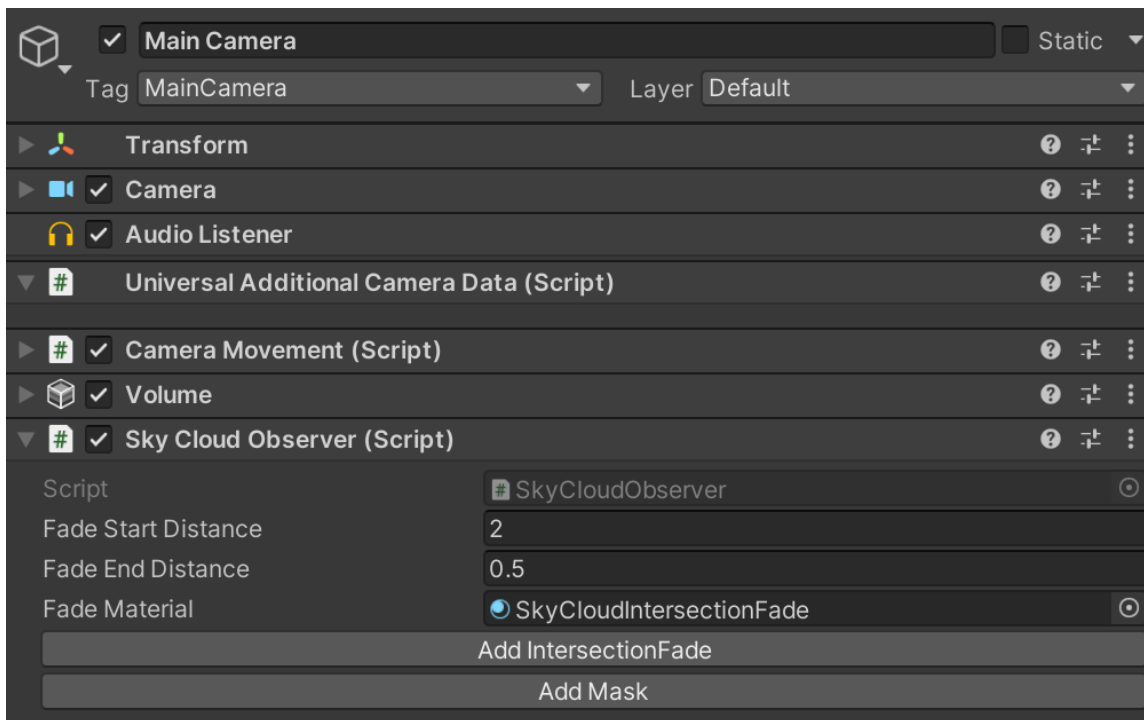 Main Camera Static
Tag MainCamera Layer Default
Transform
Camera
Audio Listener
# Universal Additional Camera Data (Script)
# Camera Movement (Script)
Volume
# Sky Cloud Observer (Script)
Script # SkyCloudObserver
Fade Start Distance 2
Fade End Distance 0.5
Fade Material SkyCloudIntersectionFade
Add IntersectionFade
Add Mask